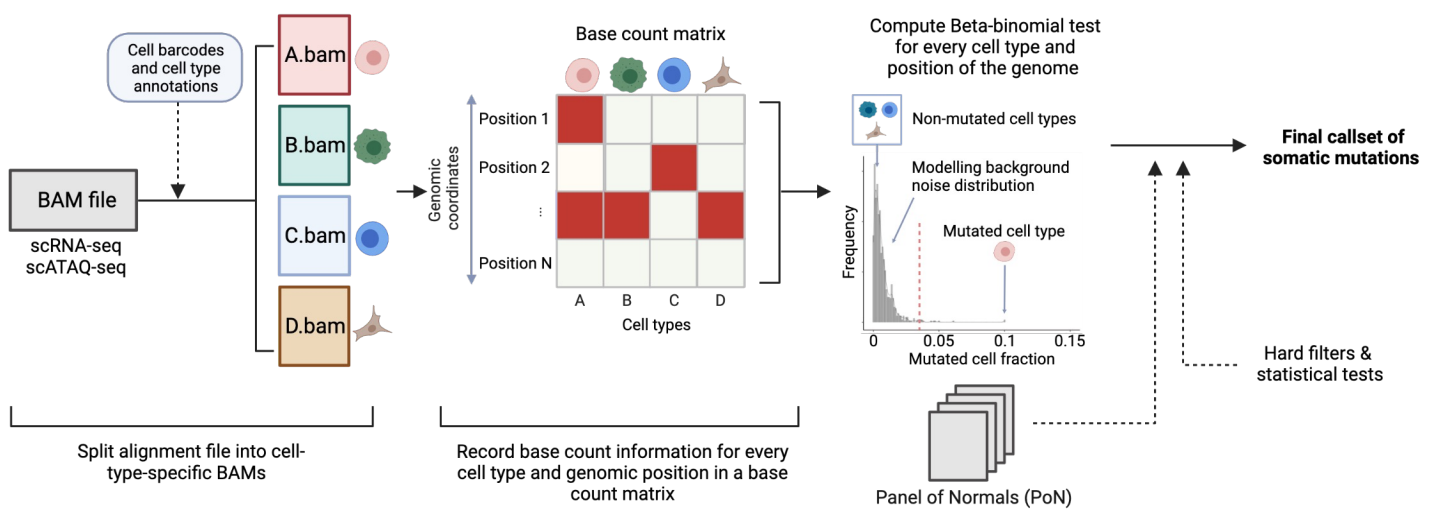 Cell barcodes
and cell type
annotations
BAM file
scRNA-seq
scATAQ-seq
A.bam
B.bam
C.bam
D.bam
Split alignment file into cell-
type-specific BAMs
Base count matrix
Genomic
coordinates
Position 1
Position 2
...
Position N
A B C D
Cell types
Record base count information for every
cell type and genomic position in a base
count matrix
Compute Beta-binomial test
for every cell type and
position of the genome
Non-mutated cell types
Modelling background
noise distribution
Mutated cell type
Frequency
0 0.05 0.1 0.15
Mutated cell fraction
Panel of Normals (PoN)
Final callset of
somatic mutations
Hard filters &
statistical tests